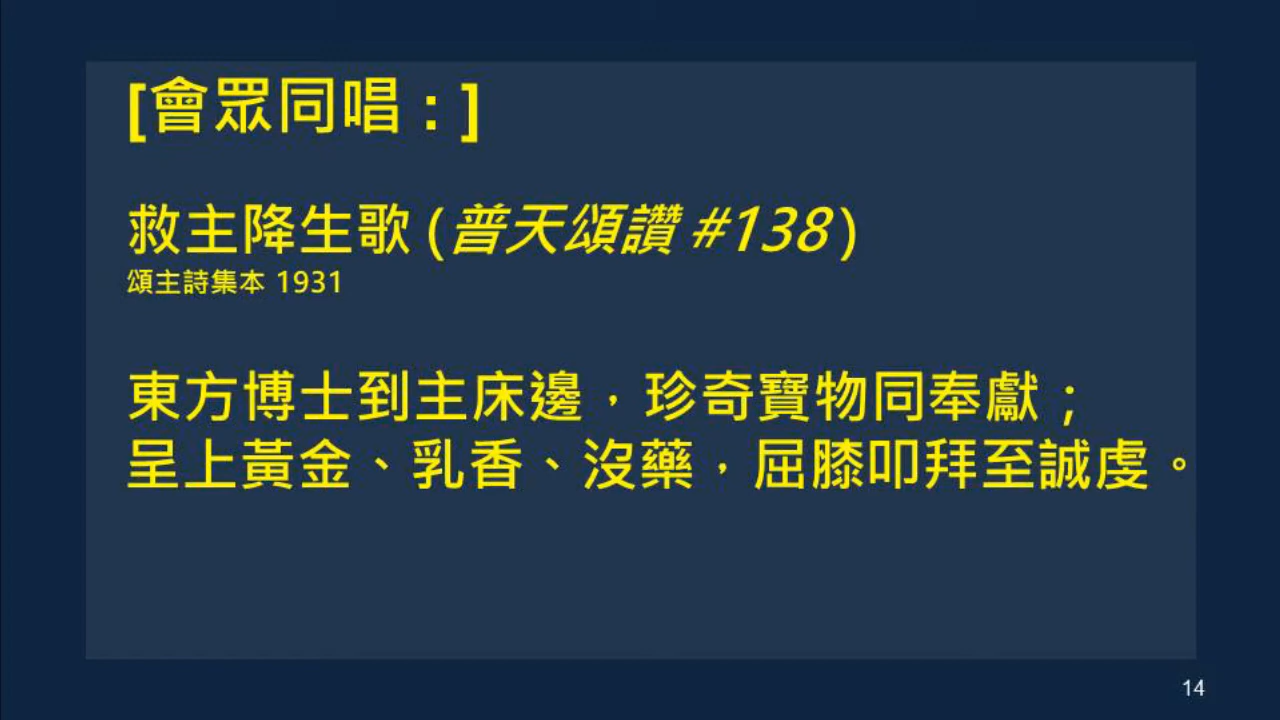 [會眾同唱：]
救主降生歌 (普天頌讚 #138)
頌主詩集本 1931
東方博士到主床邊，珍奇寶物同奉獻；
呈上黃金、乳香、沒藥，屈膝叩拜至誠虔。
14